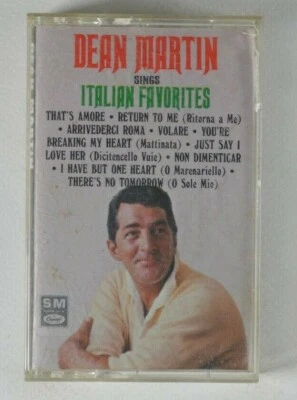 DEAN MARTIN
SINGS
ITALIAN FAVORITES
THAT'S AMORE • RETURN TO ME (Ritorna a Me)
• ARRIVEDERCI ROMA • VOLARE • YOU'RE
BREAKING MY HEART (Mattinata) • JUST SAY I
LOVE HER (Dicitencello Vuie) • NON DIMENTICAR
• I HAVE BUT ONE HEART (O Marenariello) •
THERE'S NO TOMORROW (O Sole Mio)
SM
Capitol